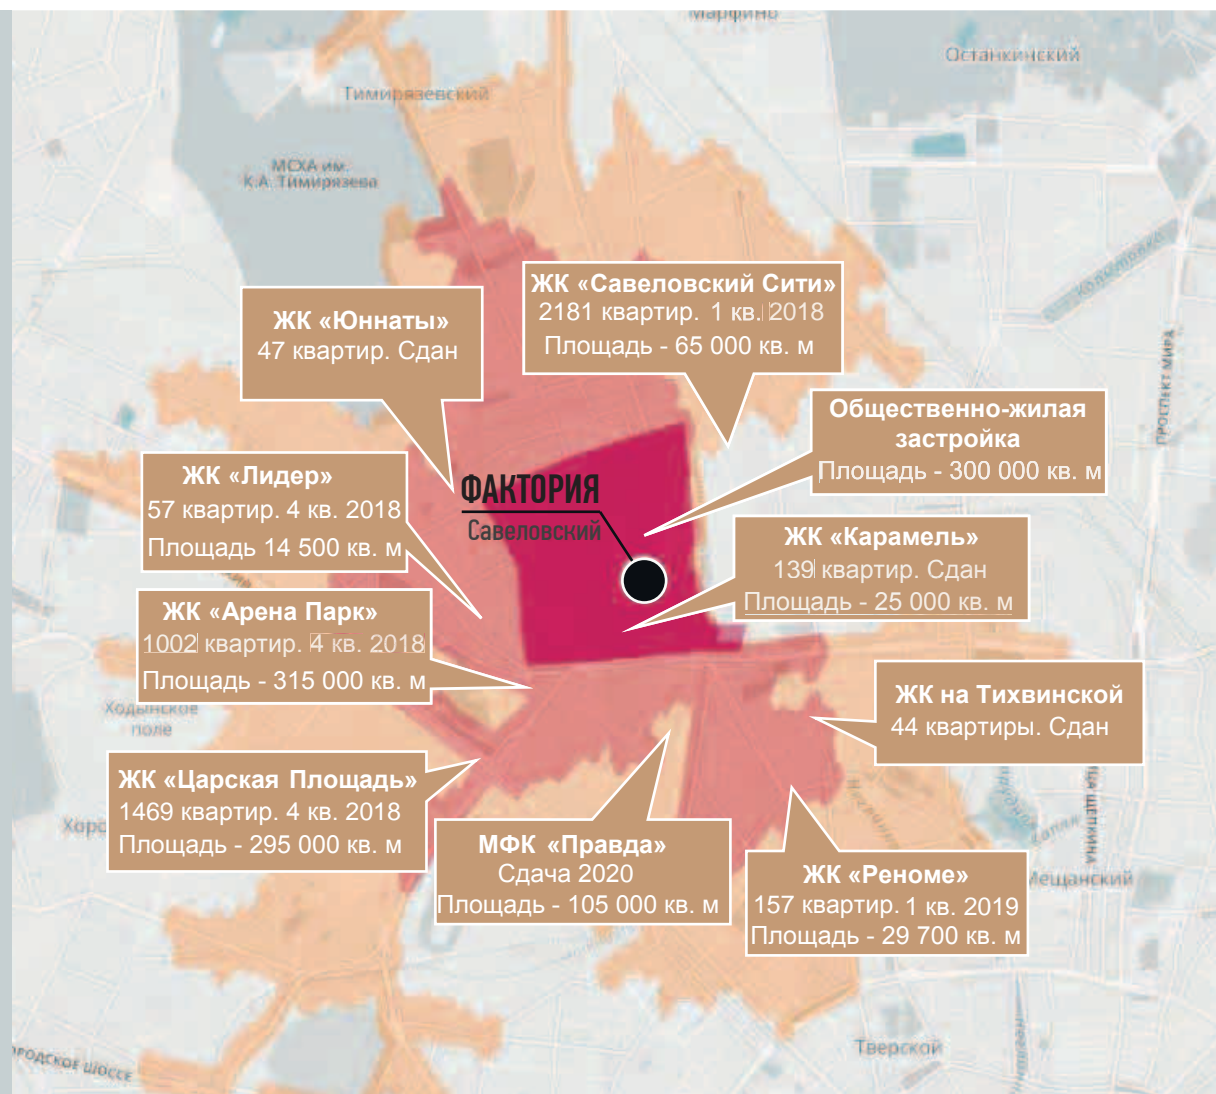 Марфино
Останкинский
Тимирязевский
МСХА им.
К.А. Тимирязева
ЖК «Савеловский Сити»
2181 квартир. 1 кв. 2018
Площадь - 65 000 кв. м
ЖК «Юннаты»
47 квартир. Сдан
ПРОСПЕКТ МИРА
Общественно-жилая
застройка
Площадь - 300 000 кв. м
ЖК «Лидер»
57 квартир. 4 кв. 2018
Площадь 14 500 кв. м
ФАКТОРИЯ
Савеловский
ЖК «Карамель»
139 квартир. Сдан
Площадь - 25 000 кв. м
ЖК «Арена Парк»
1002 квартир. 4 кв. 2018
Площадь - 315 000 кв. м
ЖК на Тихвинской
44 квартиры. Сдан
Ходынское
поле
ЖК «Царская Площадь»
1469 квартир. 4 кв. 2018
Площадь - 295 000 кв. м
Хорс
ЦА ЩЕПКИНА
МФК «Правда»
Сдача 2020
Площадь - 105 000 кв. м
ЖК «Реноме»
157 квартир. 1 кв. 2019
Площадь - 29 700 кв. м
Мещанский
Тверской
ОРОДСКОЕ ШОССЕ